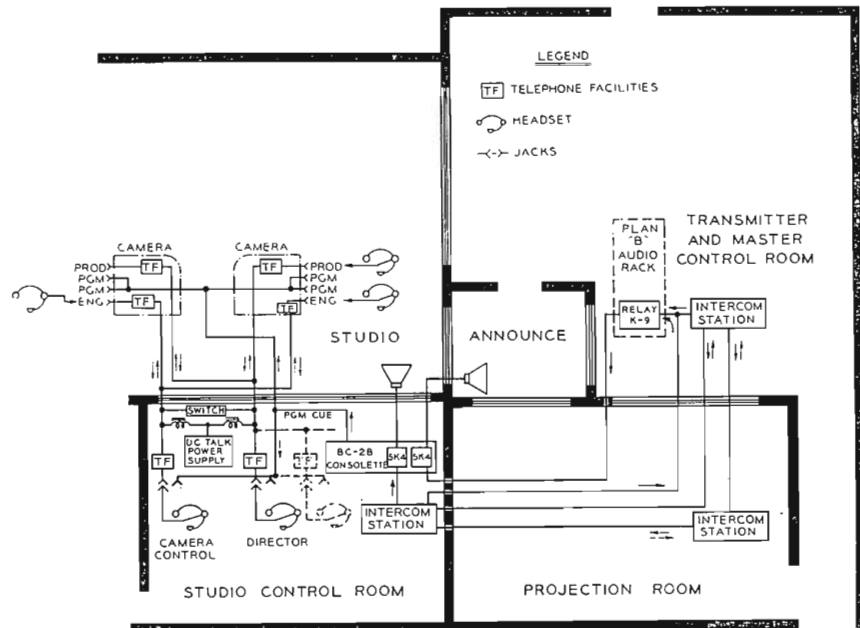 LEGEND
TF TELEPHONE FACILITIES
HEADSET
JACKS
PLAN
"B"
AUDIO
RACK
TRANSMITTER
AND MASTER
CONTROL ROOM
CAMERA
CAMERA
PROD
TF
TF
PROD
PGM
PGM
PGM
PGM
ENG
TF
TF
ENG
STUDIO
ANNOUNCE
RELAY
K-9
INTERCOM
STATION
SWITCH
PGM CUE
DC TALK
POWER
SUPPLY
TF
TF
TF
BC-2B
CONSOLETTE
SK4
SK4
INTERCOM
STATION
INTERCOM
STATION
CAMERA
CONTROL
DIRECTOR
STUDIO CONTROL ROOM
PROJECTION ROOM